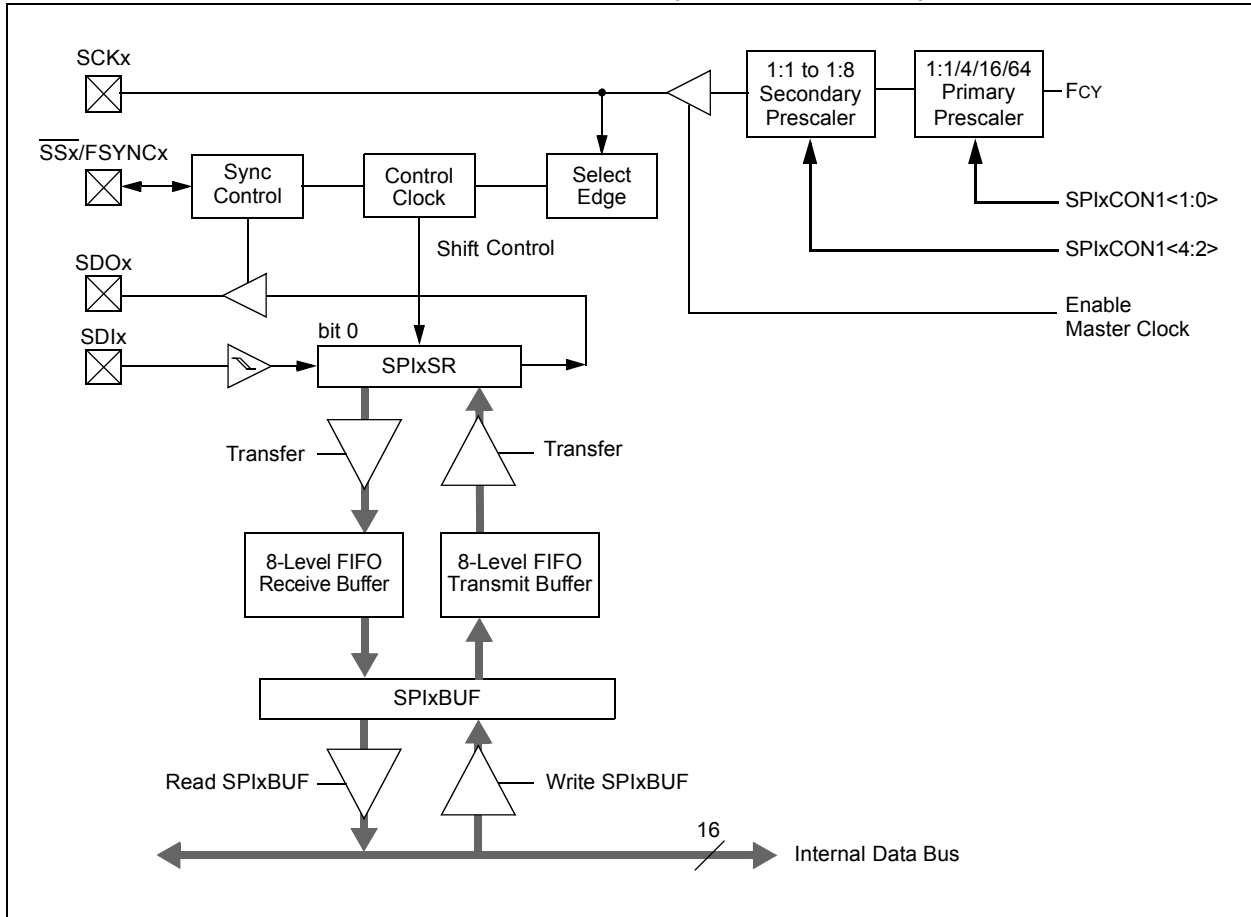 SCKx
1:1 to 1:8
Secondary
Prescaler
1:1/4/16/64
Primary
Prescaler
FCY
SSx/FSYNCx
Sync
Control
Control
Clock
Select
Edge
SPIxCON1<1:0>
Shift Control
SPIxCON1<4:2>
SDOx
Enable
Master Clock
SDIx
bit 0
SPIxSR
Transfer
Transfer
8-Level FIFO
Receive Buffer
8-Level FIFO
Transmit Buffer
SPIxBUF
Read SPIxBUF
Write SPIxBUF
16
Internal Data Bus